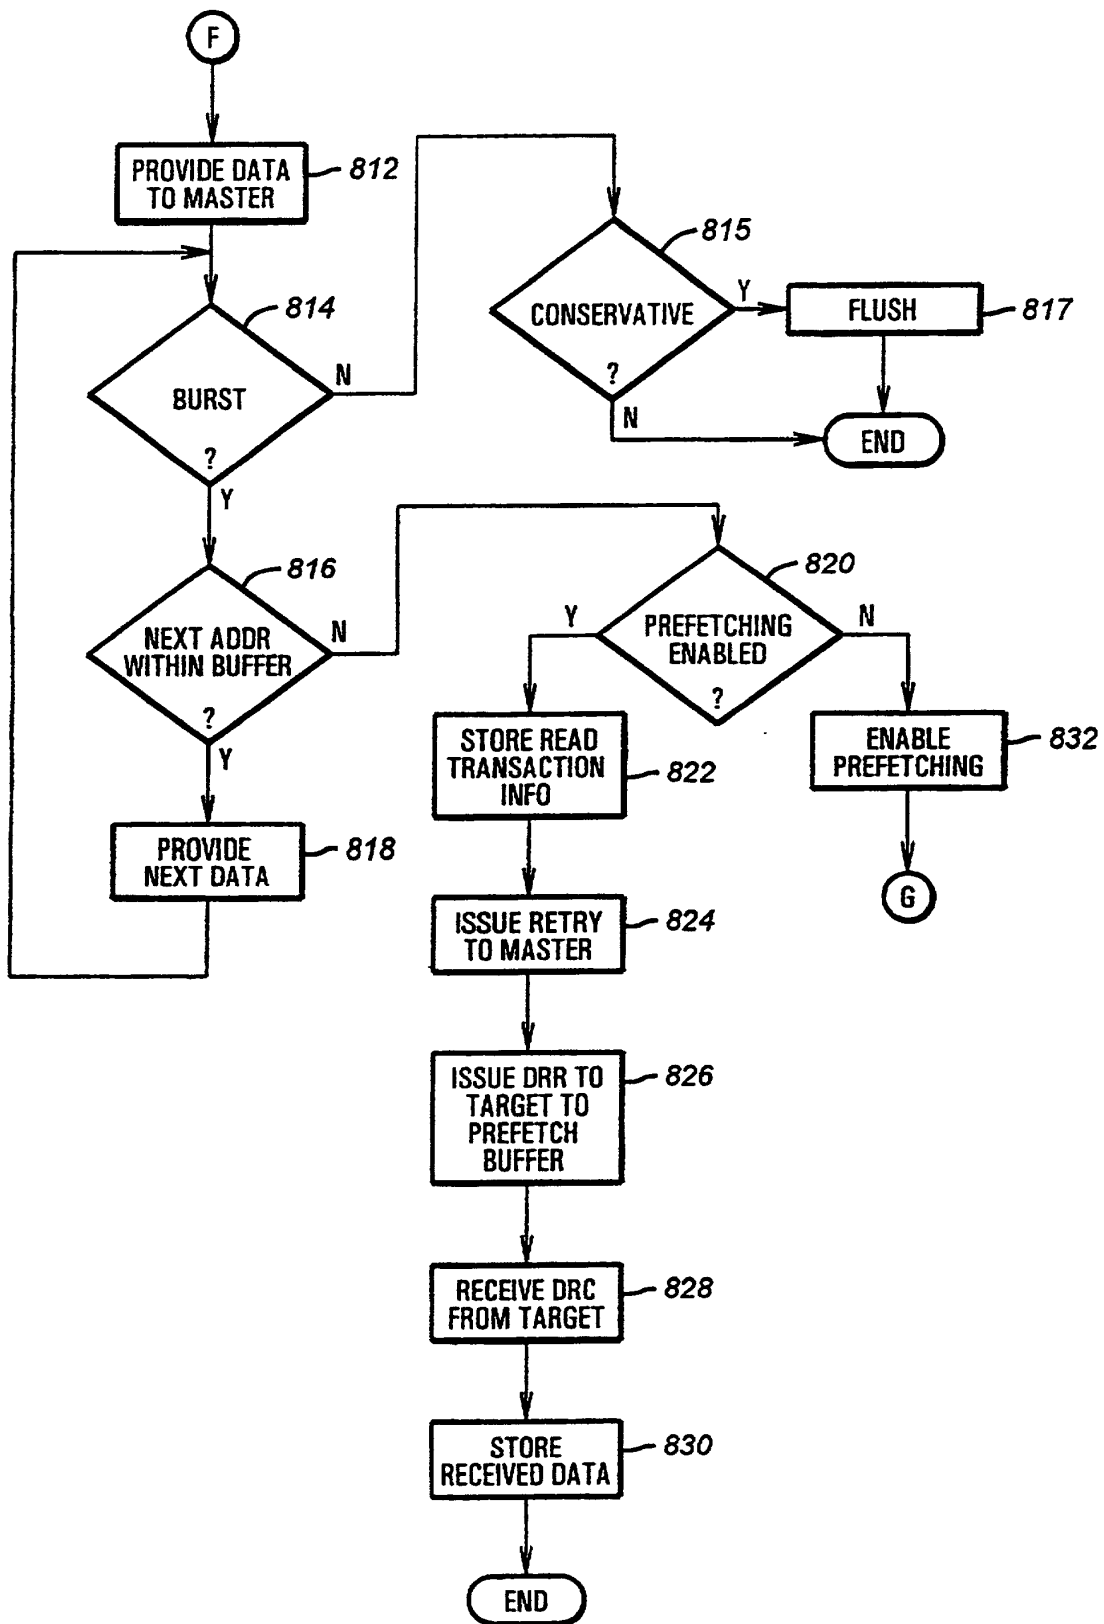 F
PROVIDE DATA
TO MASTER
812
814
BURST
?
N
Y
815
CONSERVATIVE
?
Y
N
FLUSH
817
END
816
NEXT ADDR
WITHIN BUFFER
?
N
Y
PROVIDE
NEXT DATA
818
820
PREFETCHING
ENABLED
?
Y
N
STORE READ
TRANSACTION
INFO
822
ENABLE
PREFETCHING
832
G
ISSUE RETRY
TO MASTER
824
ISSUE DRR TO
TARGET TO
PREFETCH
BUFFER
826
RECEIVE DRC
FROM TARGET
828
STORE
RECEIVED DATA
830
END